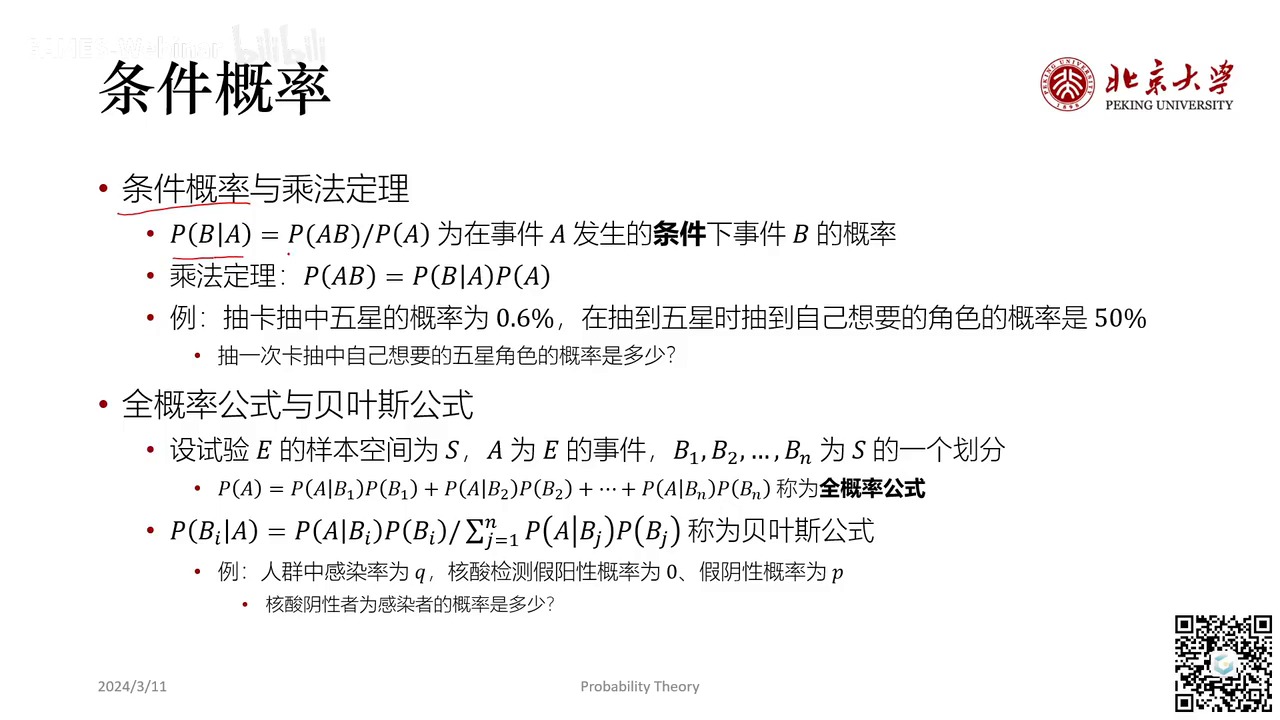 bilibili
条件概率
北京大学
PEKING UNIVERSITY
• 条件概率与乘法定理
• P(B|A) = P(AB)/P(A) 为在事件 A 发生的条件下事件 B 的概率
• 乘法定理：P(AB) = P(B|A)P(A)
• 例：抽卡抽中五星的概率为 0.6%，在抽到五星时抽到自己想要的角色的概率是 50%
• 抽一次卡抽中自己想要的五星角色的概率是多少？
• 全概率公式与贝叶斯公式
• 设试验 E 的样本空间为 S，A 为 E 的事件，B₁, B₂, …, Bₙ 为 S 的一个划分
• P(A) = P(A|B₁)P(B₁) + P(A|B₂)P(B₂) + ⋯ + P(A|Bₙ)P(Bₙ) 称为全概率公式
• P(Bᵢ|A) = P(A|Bᵢ)P(Bᵢ)/∑ⁿⱼ₌₁ P(A|Bⱼ)P(Bⱼ) 称为贝叶斯公式
• 例：人群中感染率为 q，核酸检测假阳性概率为 0、假阴性概率为 p
• 核酸阴性者为感染者的概率是多少？
2024/3/11
Probability Theory